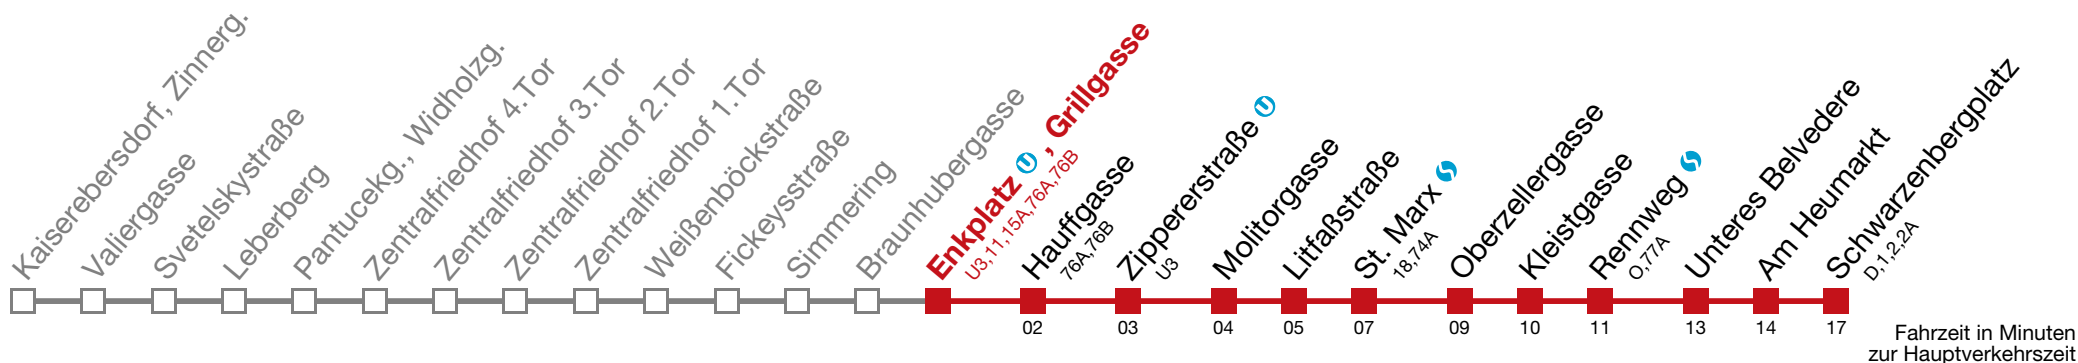 Kaiserebersdorf, Zinnerg.
Valiergasse
Svetelskystraße
Leberberg
Pantucekg., Widholzg.
Zentralfriedhof 4.Tor
Zentralfriedhof 3.Tor
Zentralfriedhof 2.Tor
Zentralfriedhof 1.Tor
Weißenböckstraße
Fickeysstraße
Simmering
Braunhubergasse
Enkplatz U, Grillgasse
U3,11,15A,76A,76B
Hauffgasse
76A,76B
Zippererstraße U
U3
Molitorgasse
Litfaßstraße
St. Marx
18,74A
Oberzellergasse
Kleistgasse
Rennweg
O,77A
Unteres Belvedere
Am Heumarkt
Schwarzenbergplatz
D,1,2,2A
02 03 04 05 07 09 10 11 13 14 17
Fahrzeit in Minuten
zur Hauptverkehrszeit